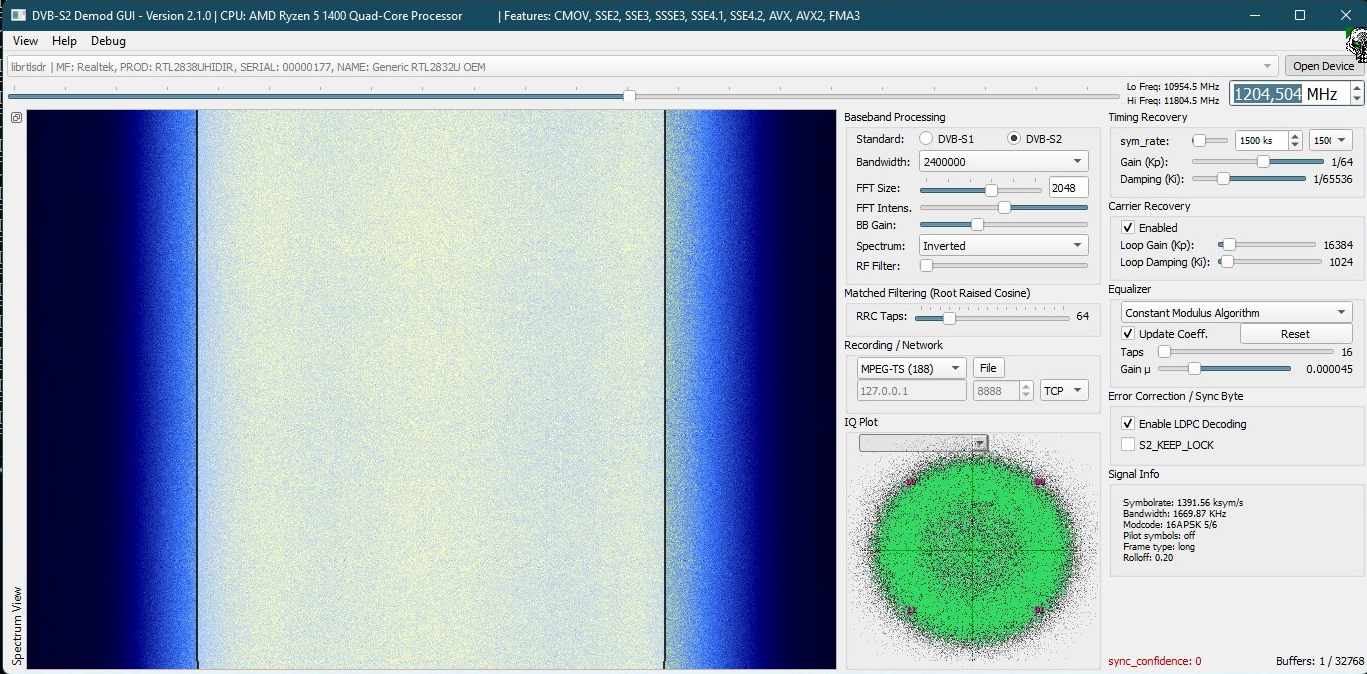 DVB-S2 Demod GUI - Version 2.1.0 | CPU: AMD Ryzen 5 1400 Quad-Core Processor | Features: CMOV, SSE2, SSE3, SSSE3, SSE4.1, SSE4.2, AVX, AVX2, FMA3
View Help Debug
librtlsdr | MF: Realtek, PROD: RTL2838UHIDIR, SERIAL: 00000177, NAME: Generic RTL2832U OEM
Open Device
Lo Freq: 10954.5 MHz
Hi Freq: 11804.5 MHz
1204,504 MHz
Spectrum View
Baseband Processing
Standard: DVB-S1 DVB-S2
Bandwidth: 2400000
FFT Size: 2048
FFT Intens.
BB Gain:
Spectrum: Inverted
RF Filter:
Matched Filtering (Root Raised Cosine)
RRC Taps: 64
Recording / Network
MPEG-TS (188) File
127.0.0.1 8888 TCP
IQ Plot
Timing Recovery
sym_rate: 1500 ks
Gain (Kp): 1/64
Damping (Ki): 1/65536
Carrier Recovery
Enabled
Loop Gain (Kp): 16384
Loop Damping (Ki): 1024
Equalizer
Constant Modulus Algorithm
Update Coeff. Reset
Taps 16
Gain µ 0.000045
Error Correction / Sync Byte
Enable LDPC Decoding
S2_KEEP_LOCK
Signal Info
Symbolrate: 1391.56 ksym/s
Bandwidth: 1669.87 KHz
Modcode: 16APSK 5/6
Pilot symbols: off
Frame type: long
Rolloff: 0.20
sync_confidence: 0 Buffers: 1 / 32768